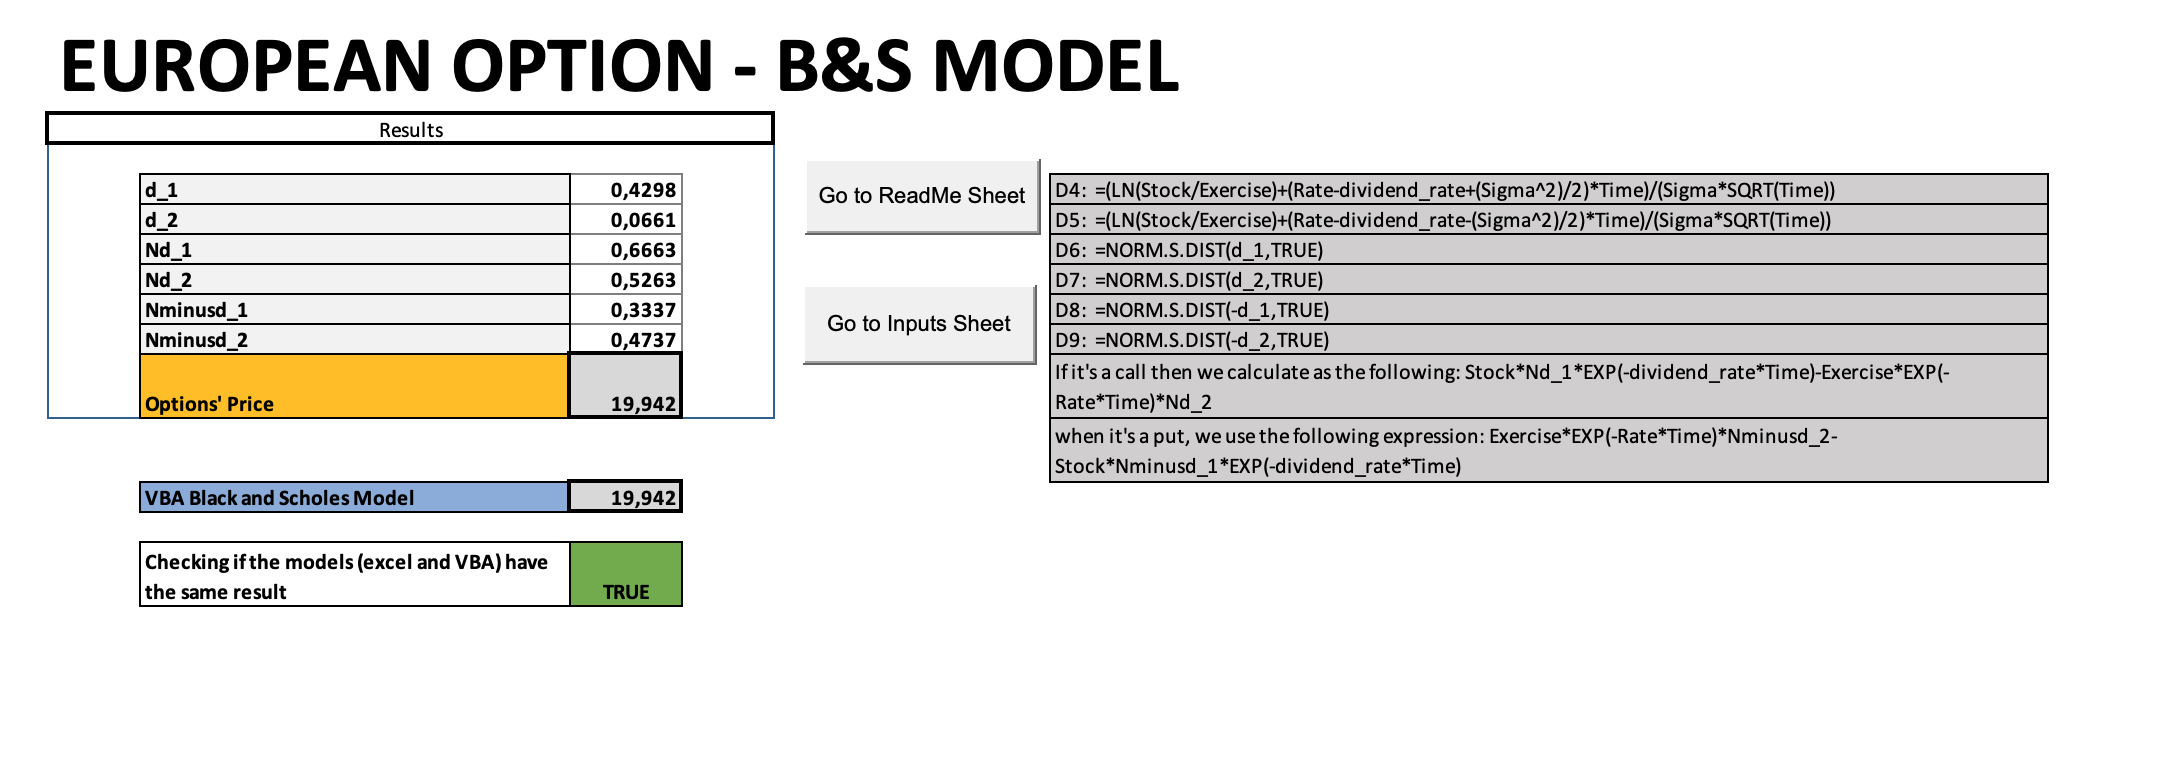 EUROPEAN OPTION - B&S MODEL
Results
d_1 0,4298
d_2 0,0661
Nd_1 0,6663
Nd_2 0,5263
Nminusd_1 0,3337
Nminusd_2 0,4737
Options' Price 19,942
VBA Black and Scholes Model 19,942
Checking if the models (excel and VBA) have
the same result TRUE
Go to ReadMe Sheet
Go to Inputs Sheet
D4: =(LN(Stock/Exercise)+(Rate-dividend_rate+(Sigma^2)/2)*Time)/(Sigma*SQRT(Time))
D5: =(LN(Stock/Exercise)+(Rate-dividend_rate-(Sigma^2)/2)*Time)/(Sigma*SQRT(Time))
D6: =NORM.S.DIST(d_1,TRUE)
D7: =NORM.S.DIST(d_2,TRUE)
D8: =NORM.S.DIST(-d_1,TRUE)
D9: =NORM.S.DIST(-d_2,TRUE)
If it's a call then we calculate as the following: Stock*Nd_1*EXP(-dividend_rate*Time)-Exercise*EXP(-
Rate*Time)*Nd_2
when it's a put, we use the following expression: Exercise*EXP(-Rate*Time)*Nminusd_2-
Stock*Nminusd_1*EXP(-dividend_rate*Time)